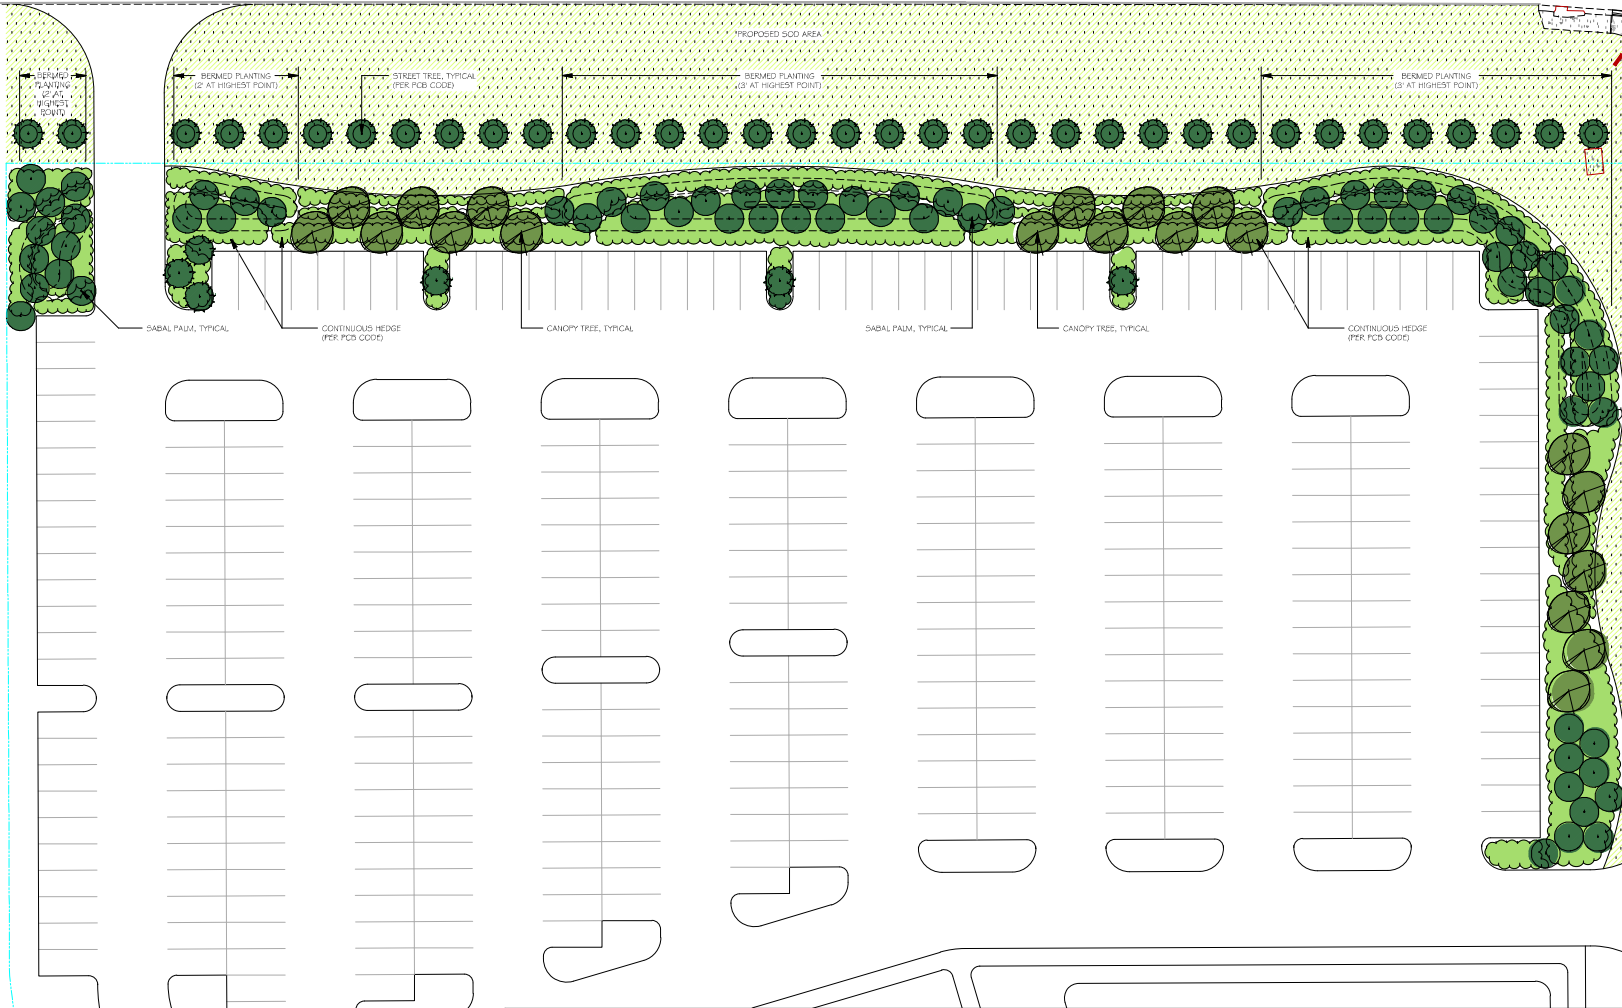 PROPOSED SOD AREA
BERMED
PLANTING
(2' AT
HIGHEST
POINT)
BERMED PLANTING
(2' AT HIGHEST POINT)
STREET TREE, TYPICAL
(PER PCB CODE)
BERMED PLANTING
(3' AT HIGHEST POINT)
BERMED PLANTING
(3' AT HIGHEST POINT)
SABAL PALM, TYPICAL
CONTINUOUS HEDGE
(PER PCB CODE)
CANOPY TREE, TYPICAL
SABAL PALM, TYPICAL
CANOPY TREE, TYPICAL
CONTINUOUS HEDGE
(PER PCB CODE)